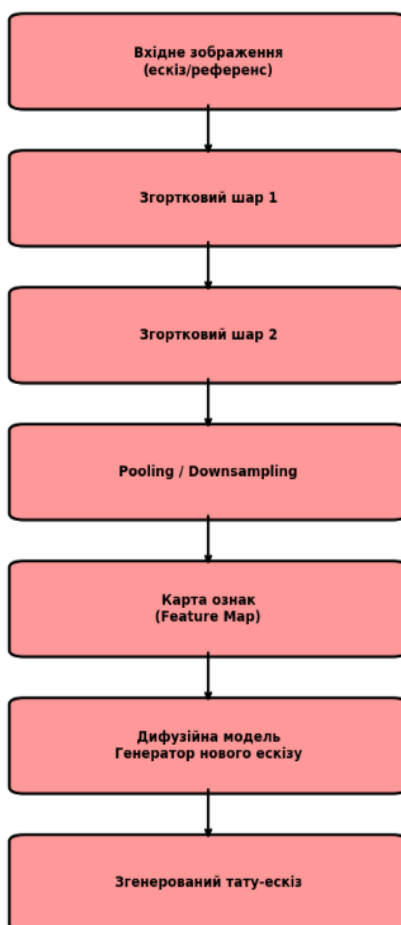 Вхідне зображення
(ескіз/референс)
Згортковий шар 1
Згортковий шар 2
Pooling / Downsampling
Карта ознак
(Feature Map)
Дифузійна модель
Генератор нового ескізу
Згенерований тату-ескіз